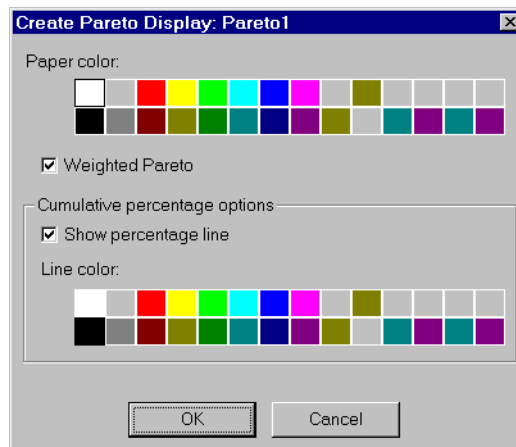 Create Pareto Display: Pareto1
Paper color:
Weighted Pareto
Cumulative percentage options
Show percentage line
Line color:
OK
Cancel